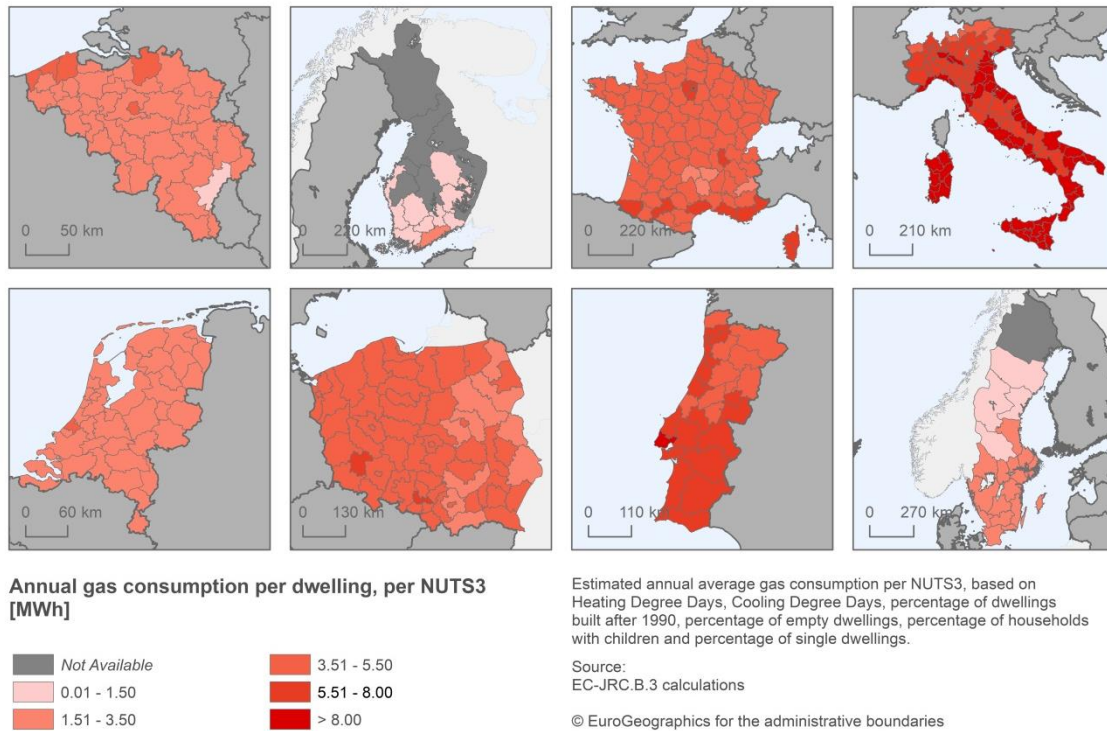 0 50 km
0 220 km
0 220 km
0 210 km
0 60 km
0 130 km
0 110 km
0 270 km
Annual gas consumption per dwelling, per NUTS3
[MWh]
Not Available
0.01 - 1.50
1.51 - 3.50
3.51 - 5.50
5.51 - 8.00
> 8.00
Estimated annual average gas consumption per NUTS3, based on
Heating Degree Days, Cooling Degree Days, percentage of dwellings
built after 1990, percentage of empty dwellings, percentage of households
with children and percentage of single dwellings.
Source:
EC-JRC.B.3 calculations
© EuroGeographics for the administrative boundaries